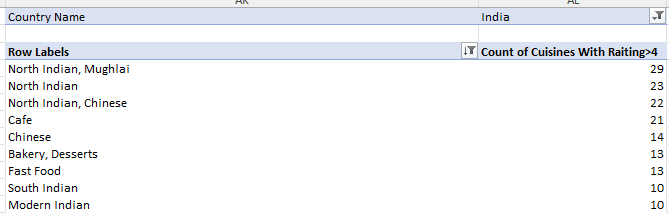 AK AL
Country Name India
Row Labels Count of Cuisines With Raiting>4
North Indian, Mughlai 29
North Indian 23
North Indian, Chinese 22
Cafe 21
Chinese 14
Bakery, Desserts 13
Fast Food 13
South Indian 10
Modern Indian 10